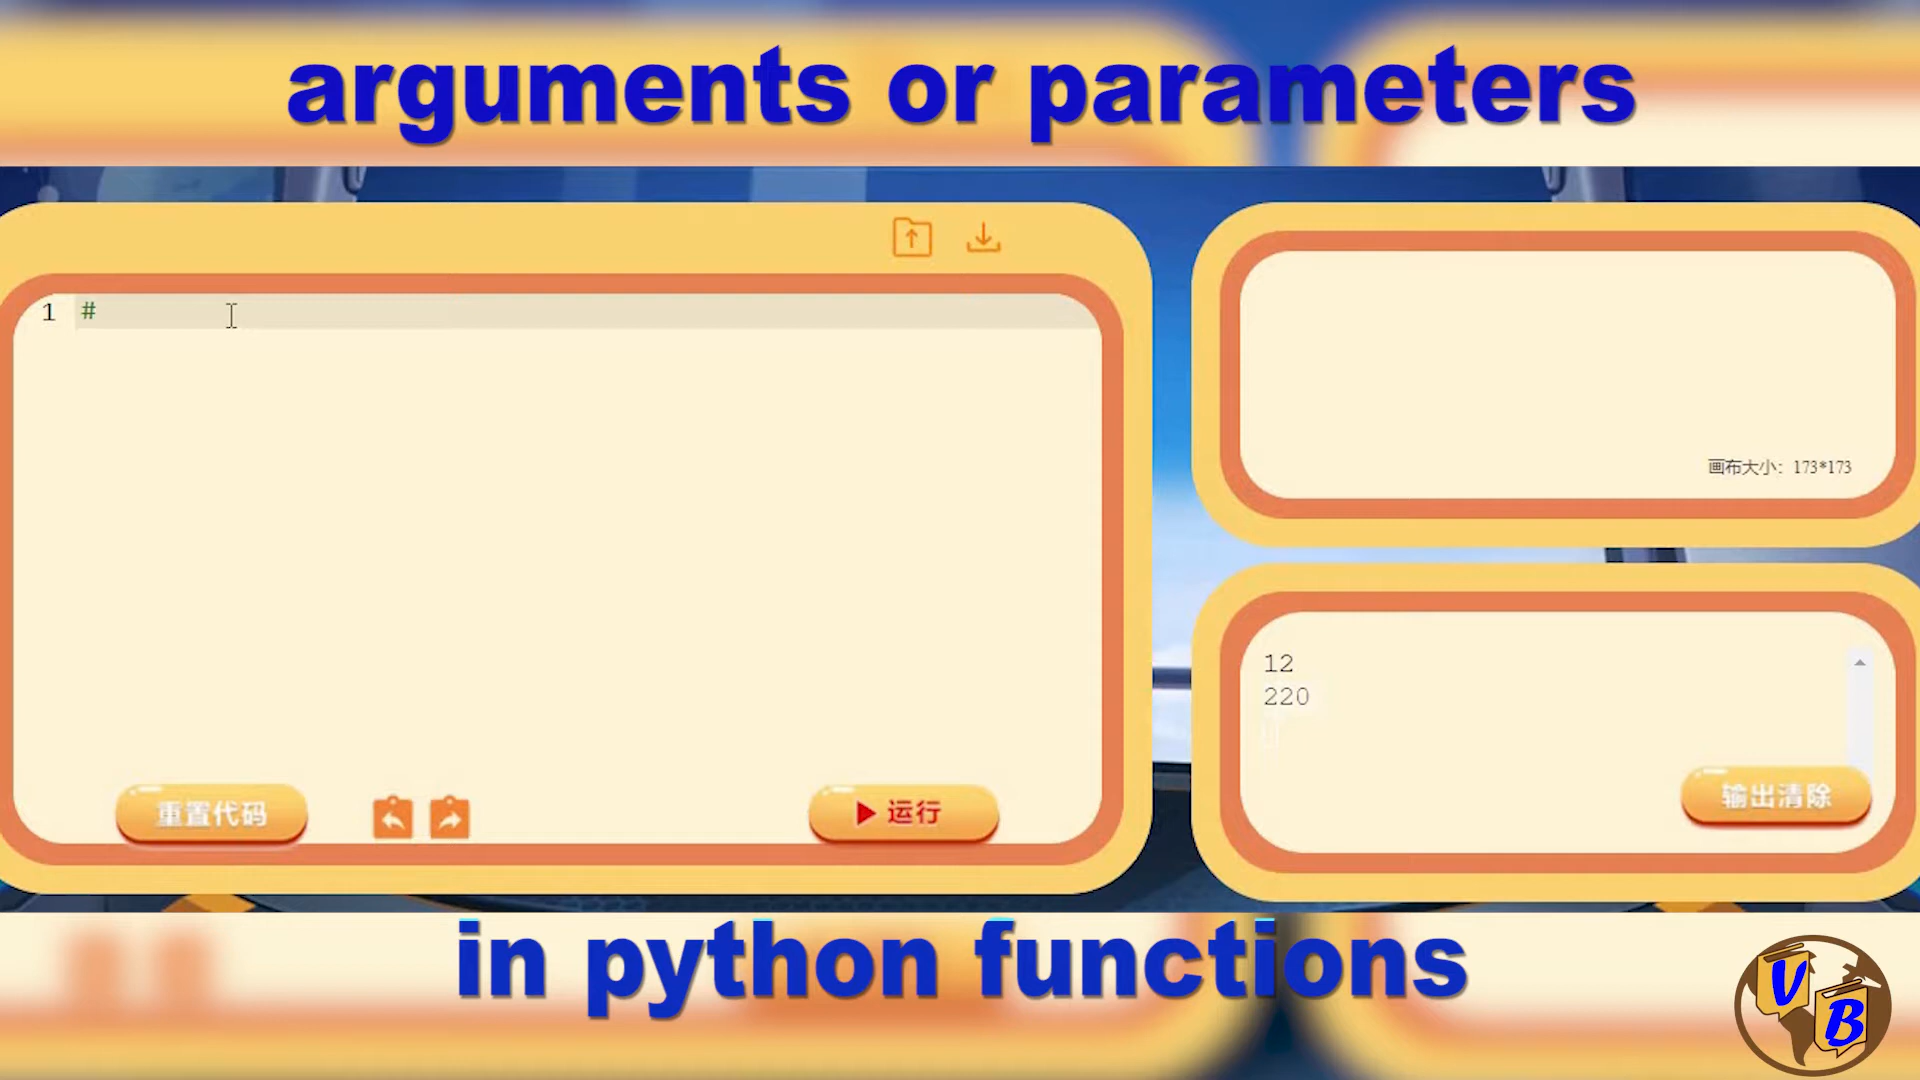 arguments or parameters
1 #
画布大小：173*173
12
220
重置代码
运行
输出清除
in python functions
V
B